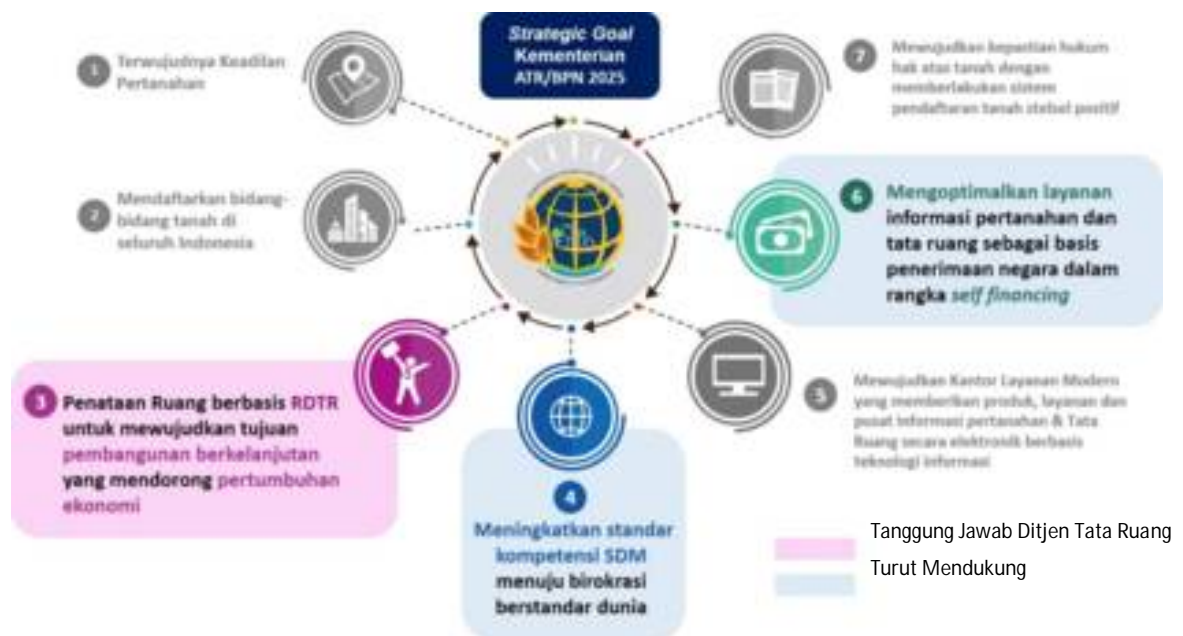 Strategic Goal
Kementerian
ATR/BPN 2025
1
Terwujudnya Keadilan
Pertanahan
2
Mendaftarkan bidang-
bidang tanah di
seluruh Indonesia
3
Penataan Ruang berbasis RDTR
untuk mewujudkan tujuan
pembangunan berkelanjutan
yang mendorong pertumbuhan
ekonomi
4
Meningkatkan standar
kompetensi SDM
menuju birokrasi
berstandar dunia
5
Mewujudkan Kantor Layanan Modern
yang memberikan produk, layanan dan
pusat informasi pertanahan & Tata
Ruang secara elektronik berbasis
teknologi informasi
6
Mengoptimalkan layanan
informasi pertanahan dan
tata ruang sebagai basis
penerimaan negara dalam
rangka self financing
7
Mewujudkan kepastian hukum
hak atas tanah dengan
memberlakukan sistem
pendaftaran tanah stelsel positif
Tanggung Jawab Ditjen Tata Ruang
Turut Mendukung